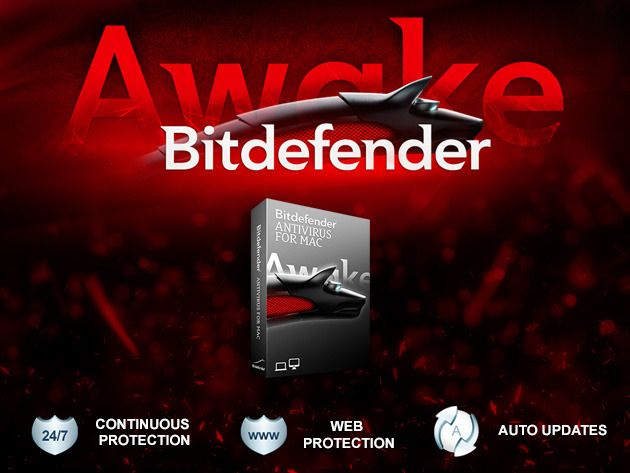 Awake
Bitdefender
Bitdefender
ANTIVIRUS
FOR MAC
Awake
Bitdefender ANTIVIRUS FOR MAC
Bitdefender
24/7
CONTINUOUS
PROTECTION
www
WEB
PROTECTION
A
AUTO UPDATES